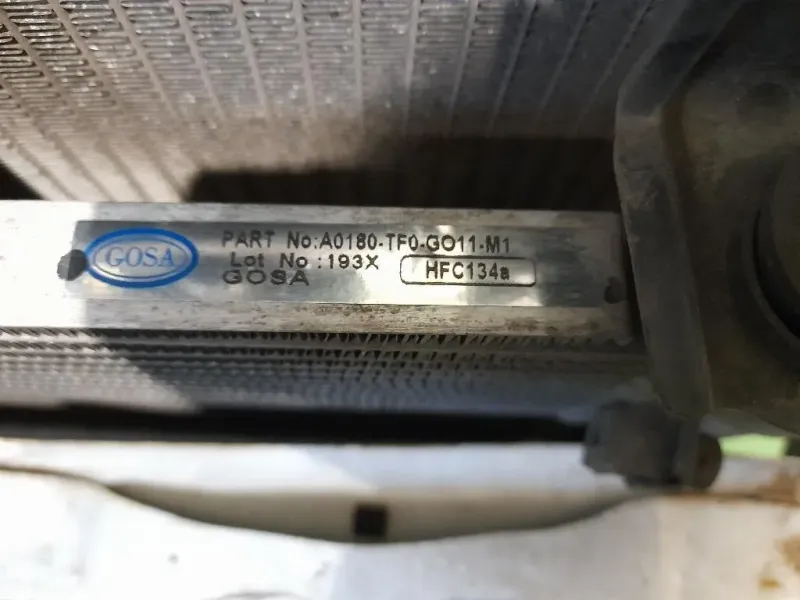 GOSA
PART No:A0180-TF0-GO11-M1
Lot No:193X
HFC134a
GOSA